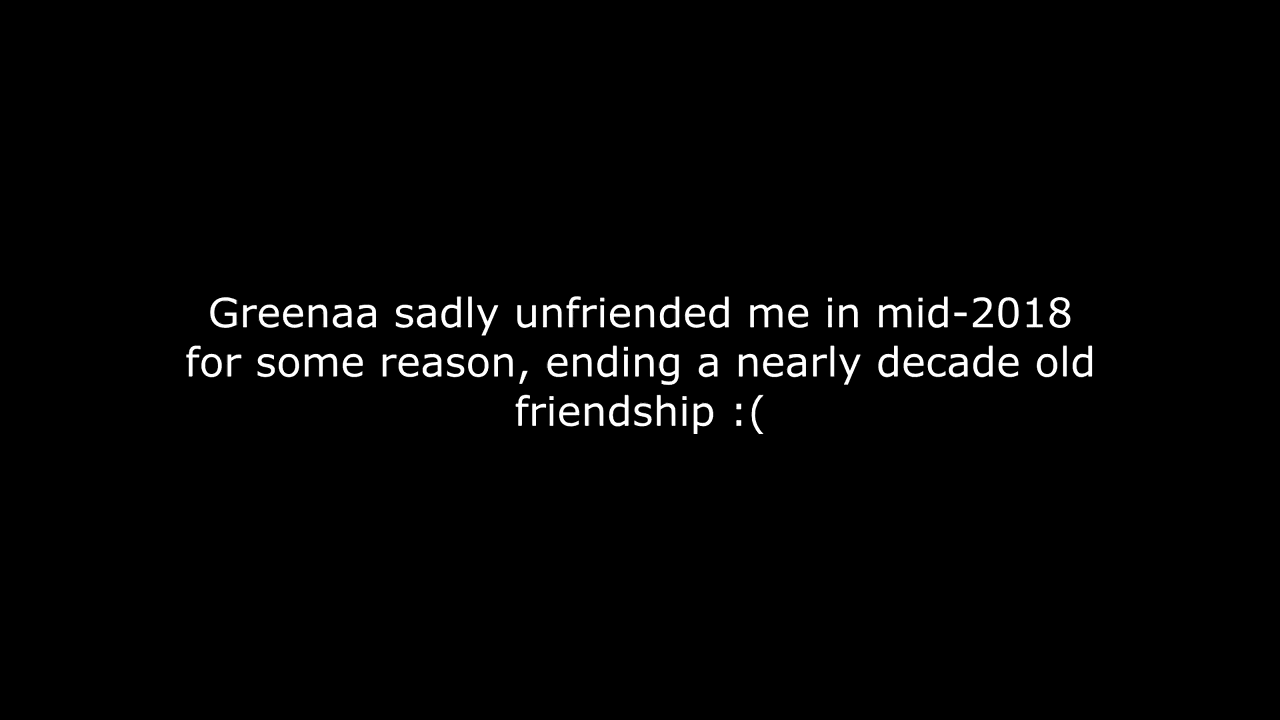 Greenaa sadly unfriended me in mid-2018
for some reason, ending a nearly decade old
friendship :(